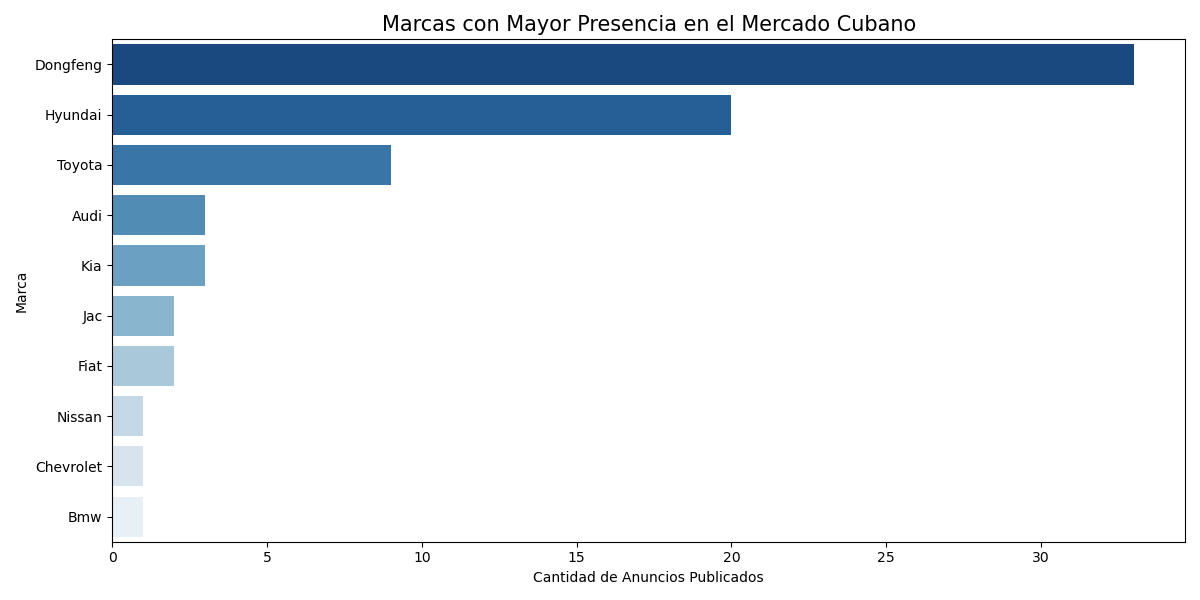 Marcas con Mayor Presencia en el Mercado Cubano
Dongfeng
Hyundai
Toyota
Audi
Kia
Jac
Fiat
Nissan
Chevrolet
Bmw
Marca
0 5 10 15 20 25 30
Cantidad de Anuncios Publicados